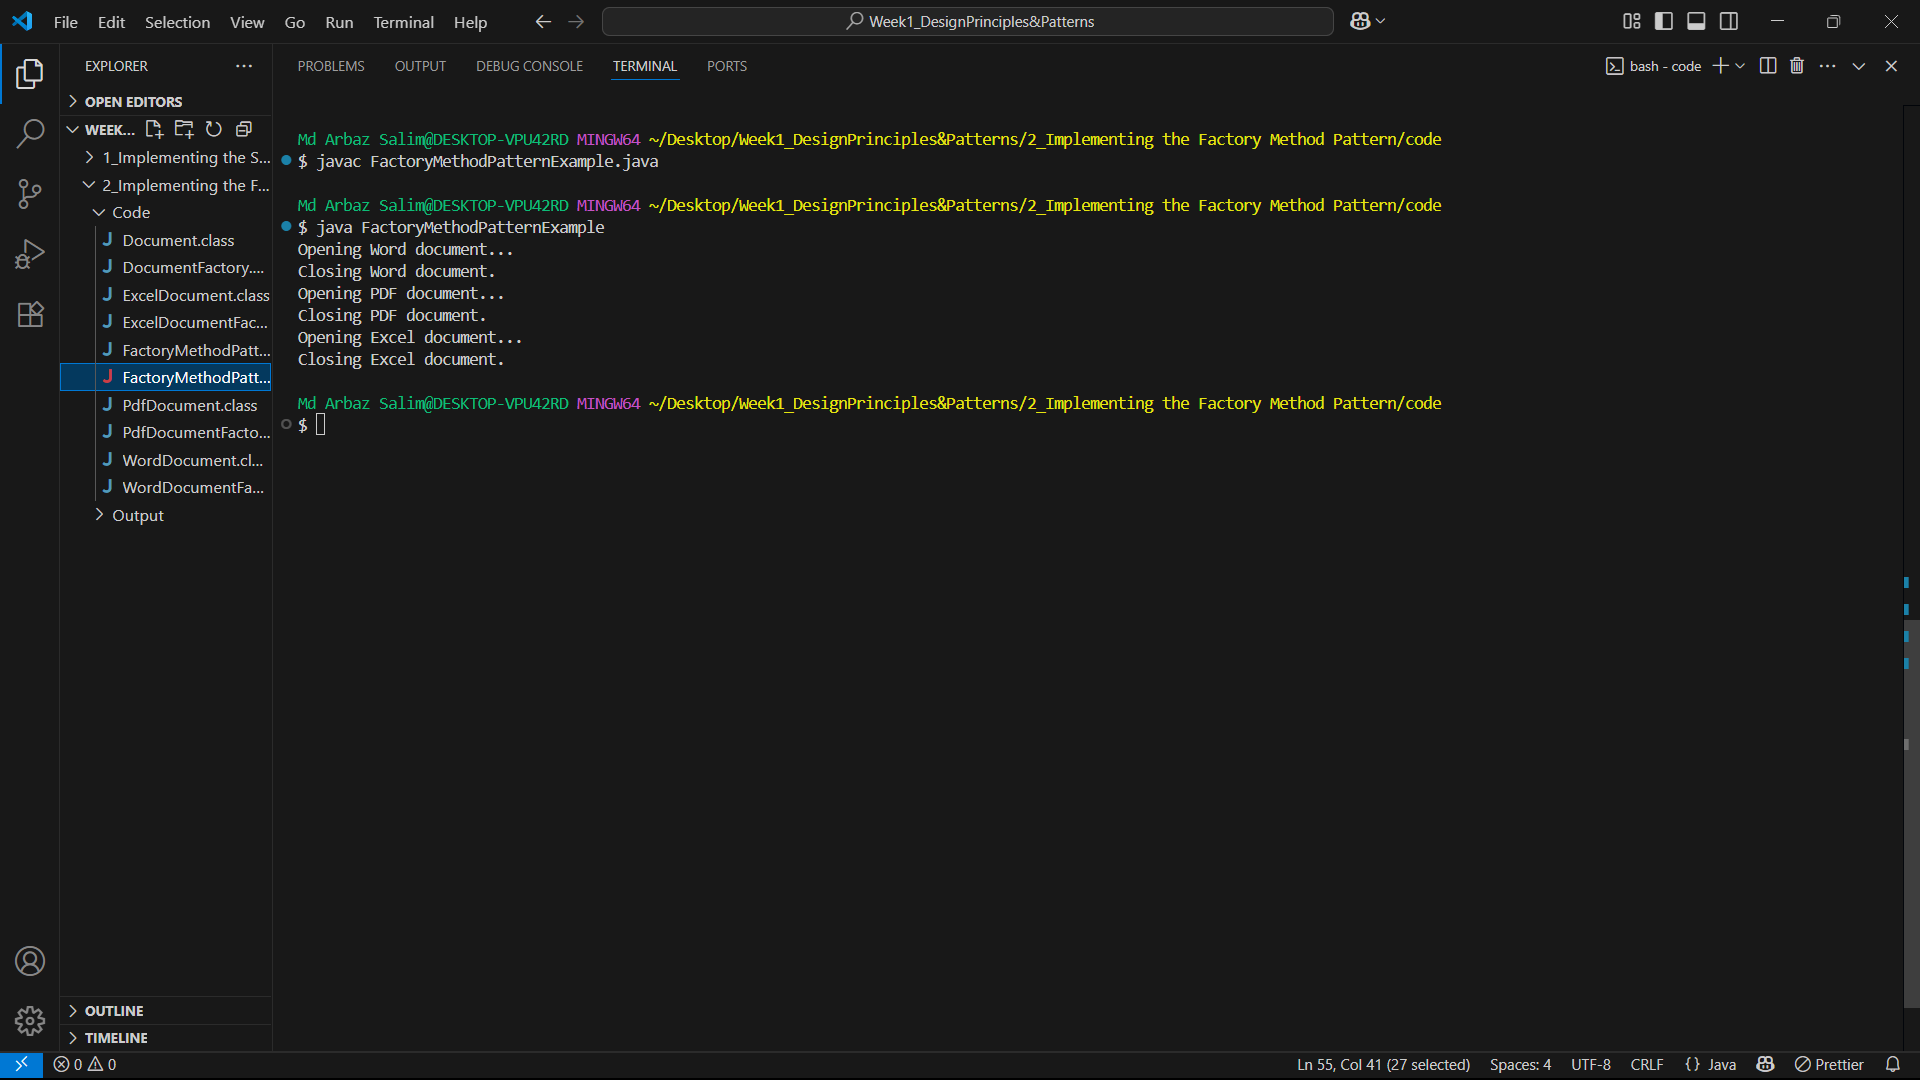 File Edit Selection View Go Run Terminal Help
Week1_DesignPrinciples&Patterns
EXPLORER
OPEN EDITORS
WEEK...
1_Implementing the S...
2_Implementing the F...
Code
Document.class
DocumentFactory....
ExcelDocument.class
ExcelDocumentFac...
FactoryMethodPatt...
FactoryMethodPatt...
PdfDocument.class
PdfDocumentFacto...
WordDocument.cl...
WordDocumentFa...
Output
OUTLINE
TIMELINE
PROBLEMS OUTPUT DEBUG CONSOLE TERMINAL PORTS
bash - code
Md Arbaz Salim@DESKTOP-VPU42RD MINGW64 ~/Desktop/Week1_DesignPrinciples&Patterns/2_Implementing the Factory Method Pattern/code
$ javac FactoryMethodPatternExample.java
Md Arbaz Salim@DESKTOP-VPU42RD MINGW64 ~/Desktop/Week1_DesignPrinciples&Patterns/2_Implementing the Factory Method Pattern/code
$ java FactoryMethodPatternExample
Opening Word document...
Closing Word document.
Opening PDF document...
Closing PDF document.
Opening Excel document...
Closing Excel document.
Md Arbaz Salim@DESKTOP-VPU42RD MINGW64 ~/Desktop/Week1_DesignPrinciples&Patterns/2_Implementing the Factory Method Pattern/code
$
0 0
Ln 55, Col 41 (27 selected) Spaces: 4 UTF-8 CRLF {} Java Prettier